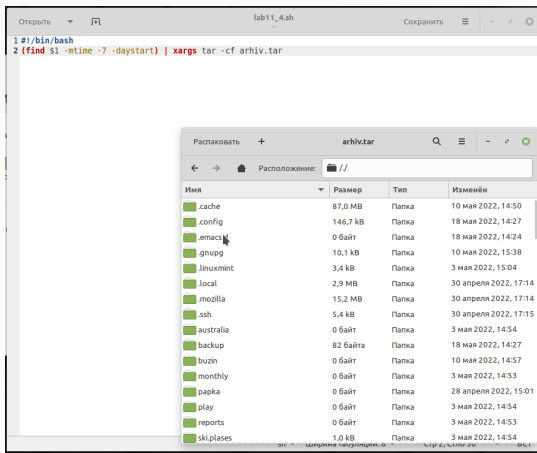 Открыть
lab11_4.sh
~
Сохранить
1 #!/bin/bash
2 (find $1 -mtime -7 -daystart) | xargs tar -cf arhiv.tar
Распаковать + arhiv.tar
Расположение: //
Имя Размер Тип Изменён
.cache 87,0 MB Папка 10 мая 2022, 14:50
.config 146,7 kB Папка 18 мая 2022, 14:27
.emacs.d 0 байт Папка 18 мая 2022, 14:24
.gnupg 10,1 kB Папка 10 мая 2022, 15:38
.linuxmint 3,4 kB Папка 3 мая 2022, 15:04
.local 2,9 MB Папка 30 апреля 2022, 17:14
.mozilla 15,2 MB Папка 30 апреля 2022, 17:14
.ssh 5,4 kB Папка 30 апреля 2022, 17:15
australia 0 байт Папка 3 мая 2022, 14:54
backup 82 байта Папка 18 мая 2022, 14:27
buzin 0 байт Папка 10 мая 2022, 14:57
monthly 0 байт Папка 3 мая 2022, 14:53
papka 0 байт Папка 28 апреля 2022, 15:01
play 0 байт Папка 3 мая 2022, 14:54
reports 0 байт Папка 3 мая 2022, 14:53
ski.plases 1,0 kB Папка 3 мая 2022, 14:54